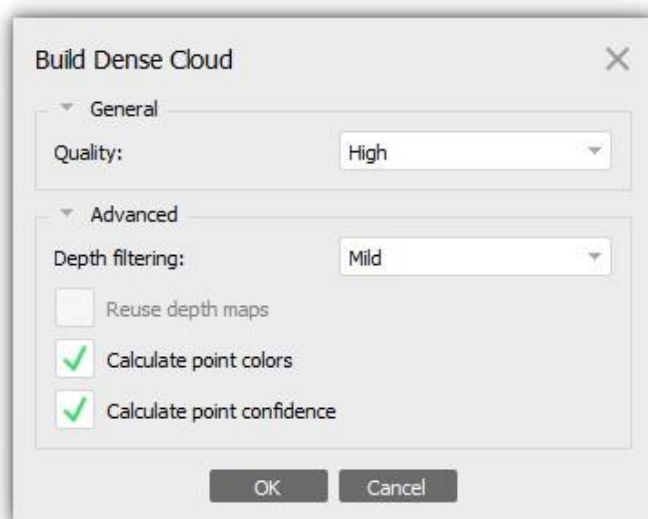 Build Dense Cloud
General
Quality: High
Advanced
Depth filtering: Mild
Reuse depth maps
Calculate point colors
Calculate point confidence
OK Cancel